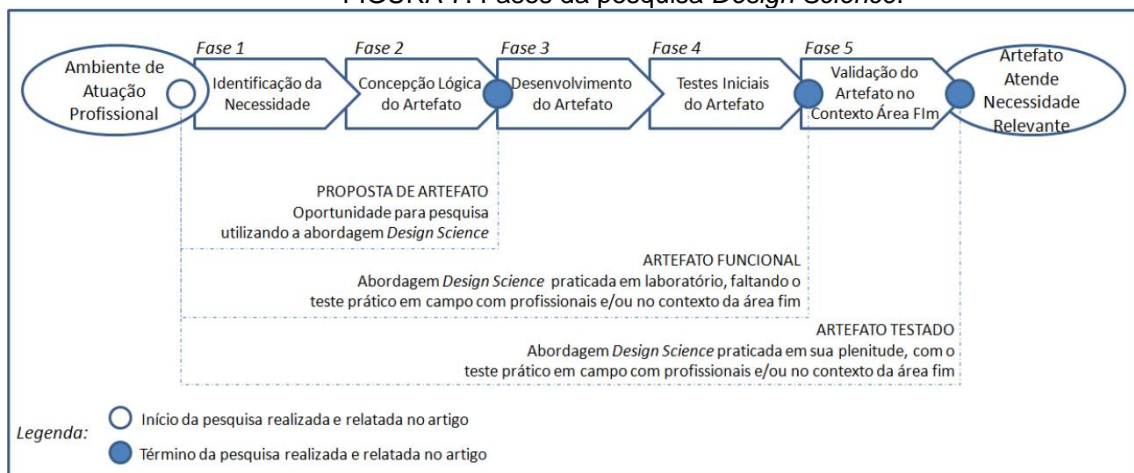 FIGURA 7: Fases da pesquisa Design Science.
Fase 1
Fase 2
Fase 3
Fase 4
Fase 5
Ambiente de
Atuação
Profissional
Identificação da
Necessidade
Concepção Lógica
do Artefato
Desenvolvimento
do Artefato
Testes Iniciais
do Artefato
Validação do
Artefato no
Contexto Área FIm
Artefato
Atende
Necessidade
Relevante
PROPOSTA DE ARTEFATO
Oportunidade para pesquisa
utilizando a abordagem Design Science
ARTEFATO FUNCIONAL
Abordagem Design Science praticada em laboratório, faltando o
teste prático em campo com profissionais e/ou no contexto da área fim
ARTEFATO TESTADO
Abordagem Design Science praticada em sua plenitude, com o
teste prático em campo com profissionais e/ou no contexto da área fim
Legenda:
Início da pesquisa realizada e relatada no artigo
Término da pesquisa realizada e relatada no artigo